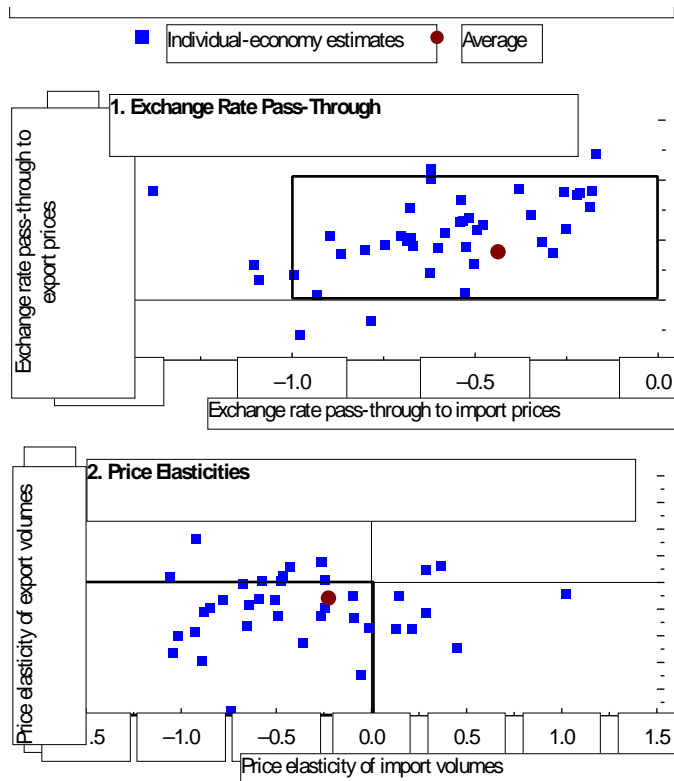 Individual-economy estimates
Average
1. Exchange Rate Pass-Through
Exchange rate pass-through to
export prices
–1.0
–0.5
0.0
Exchange rate pass-through to import prices
2. Price Elasticities
Price elasticity of export volumes
.5
–1.0
–0.5
0.0
0.5
1.0
1.5
Price elasticity of import volumes